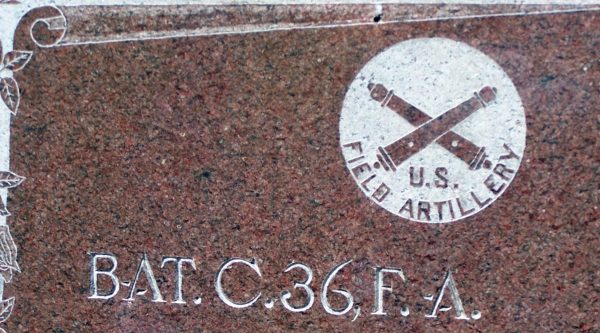 U.S.
FIELD ARTILLERY
BAT. C. 36, F. A.